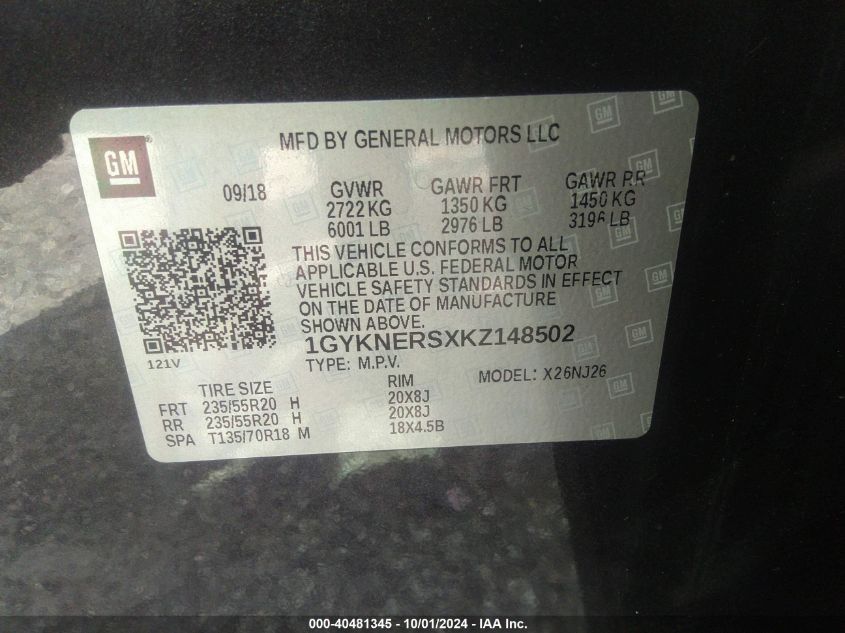 MFD BY GENERAL MOTORS LLC
GM
09/18 GVWR GAWR FRT GAWR RR
2722 KG 1350 KG 1450 KG
6001 LB 2976 LB 3196 LB
THIS VEHICLE CONFORMS TO ALL
APPLICABLE U.S. FEDERAL MOTOR
VEHICLE SAFETY STANDARDS IN EFFECT
ON THE DATE OF MANUFACTURE
SHOWN ABOVE.
1GYKNERSXKZ148502
121V
TYPE: M.P.V. MODEL: X26NJ26
TIRE SIZE RIM
FRT 235/55R20 H 20X8J
RR 235/55R20 H 20X8J
SPA T135/70R18 M 18X4.5B
000-40481345 - 10/01/2024 - IAA Inc.